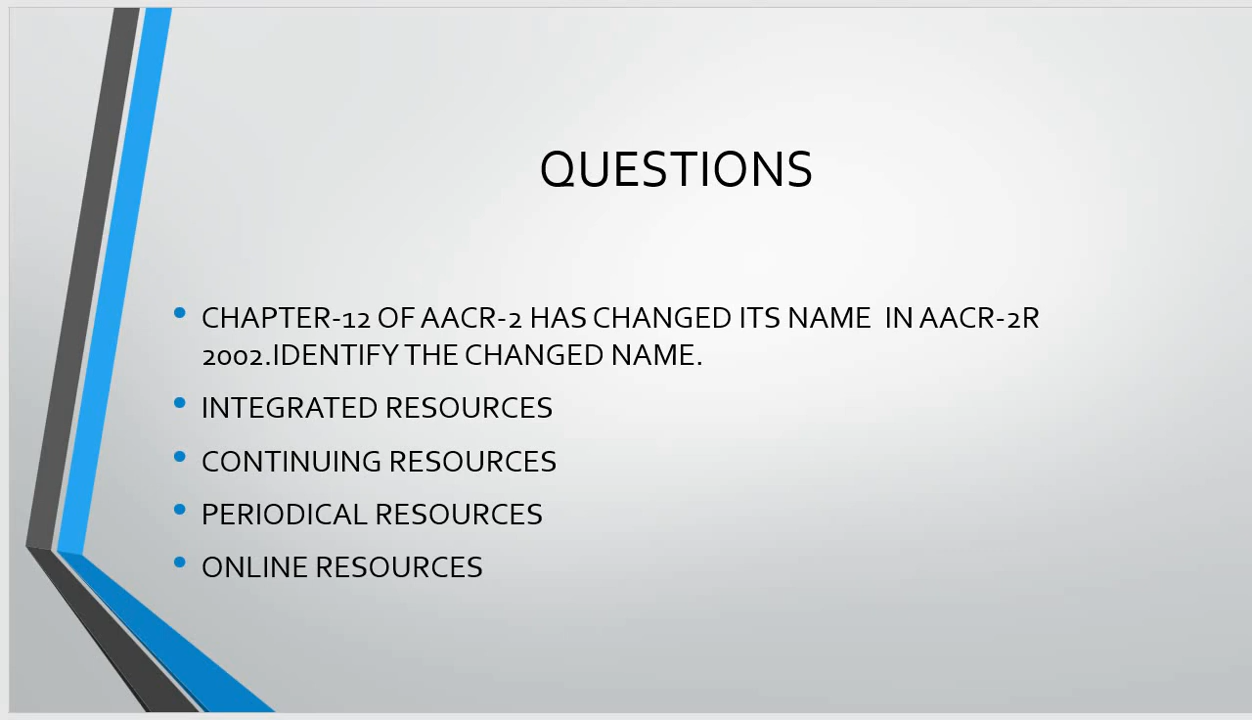 QUESTIONS
• CHAPTER-12 OF AACR-2 HAS CHANGED ITS NAME  IN AACR-2R
2002.IDENTIFY THE CHANGED NAME.
• INTEGRATED RESOURCES
• CONTINUING RESOURCES
• PERIODICAL RESOURCES
• ONLINE RESOURCES